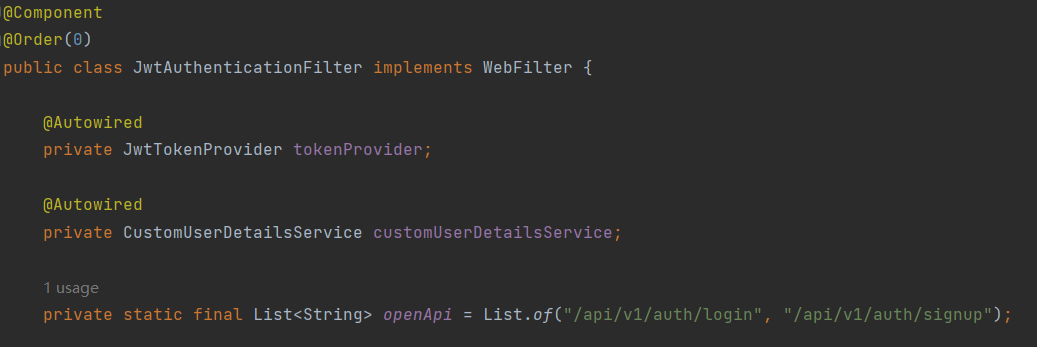 @Component
@Order(0)
public class JwtAuthenticationFilter implements WebFilter {
@Autowired
private JwtTokenProvider tokenProvider;
@Autowired
private CustomUserDetailsService customUserDetailsService;
1 usage
private static final List<String> openApi = List.of("/api/v1/auth/login", "/api/v1/auth/signup");